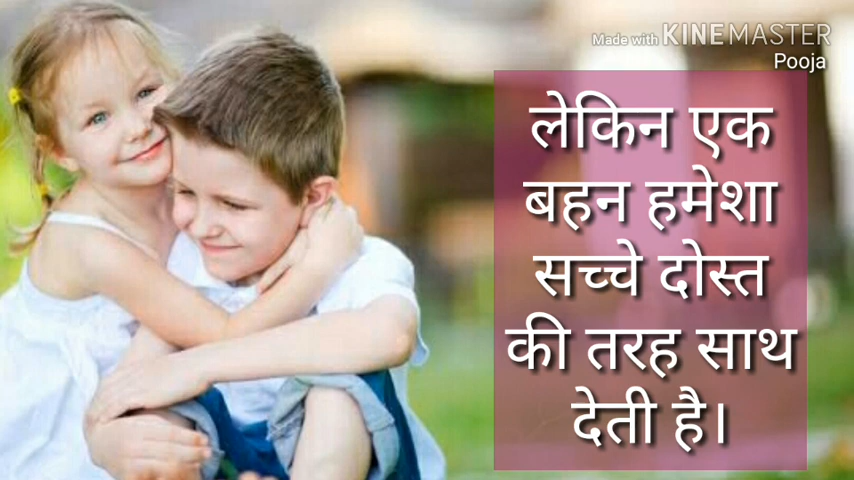 Made with KINEMASTER
Pooja
लेकिन एक
बहन हमेशा
सच्चे दोस्त
की तरह साथ
देती है।